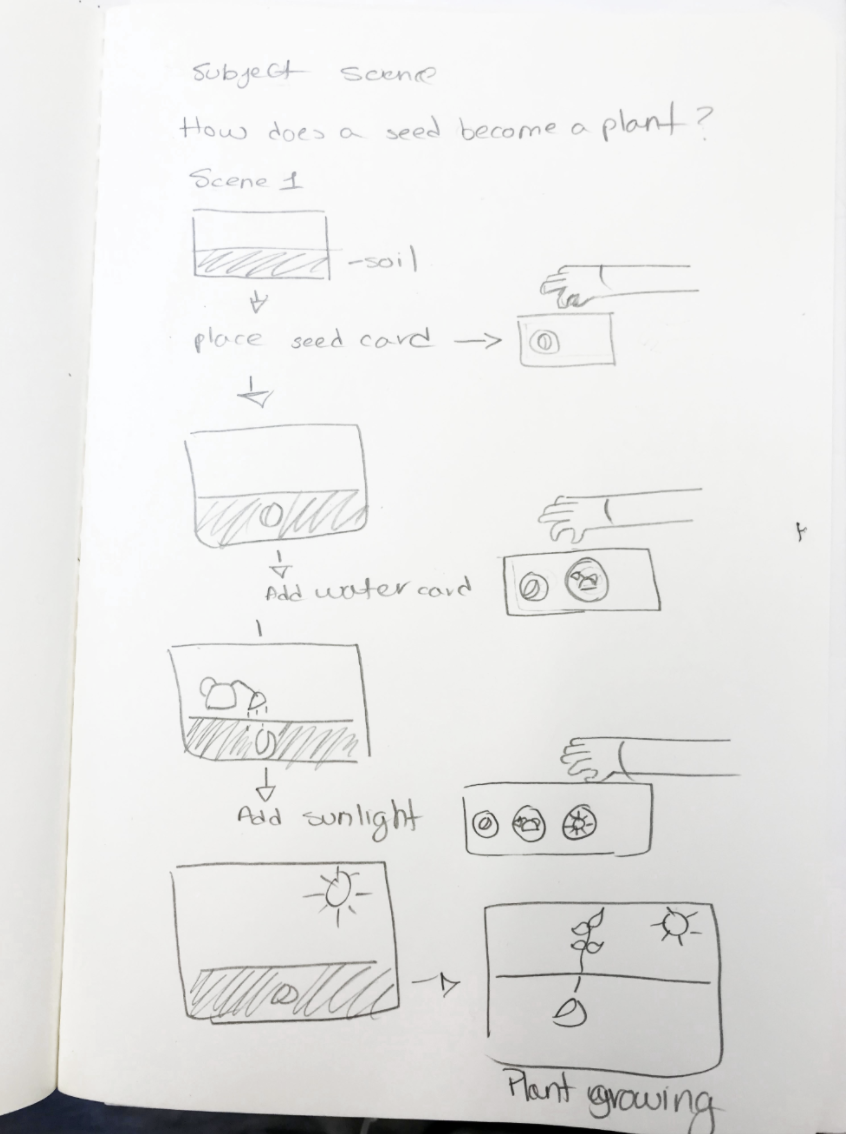 Subject scene
How does a seed become a plant?
Scene 1
-soil
place seed card
Add water card
Add sunlight
Plant growing